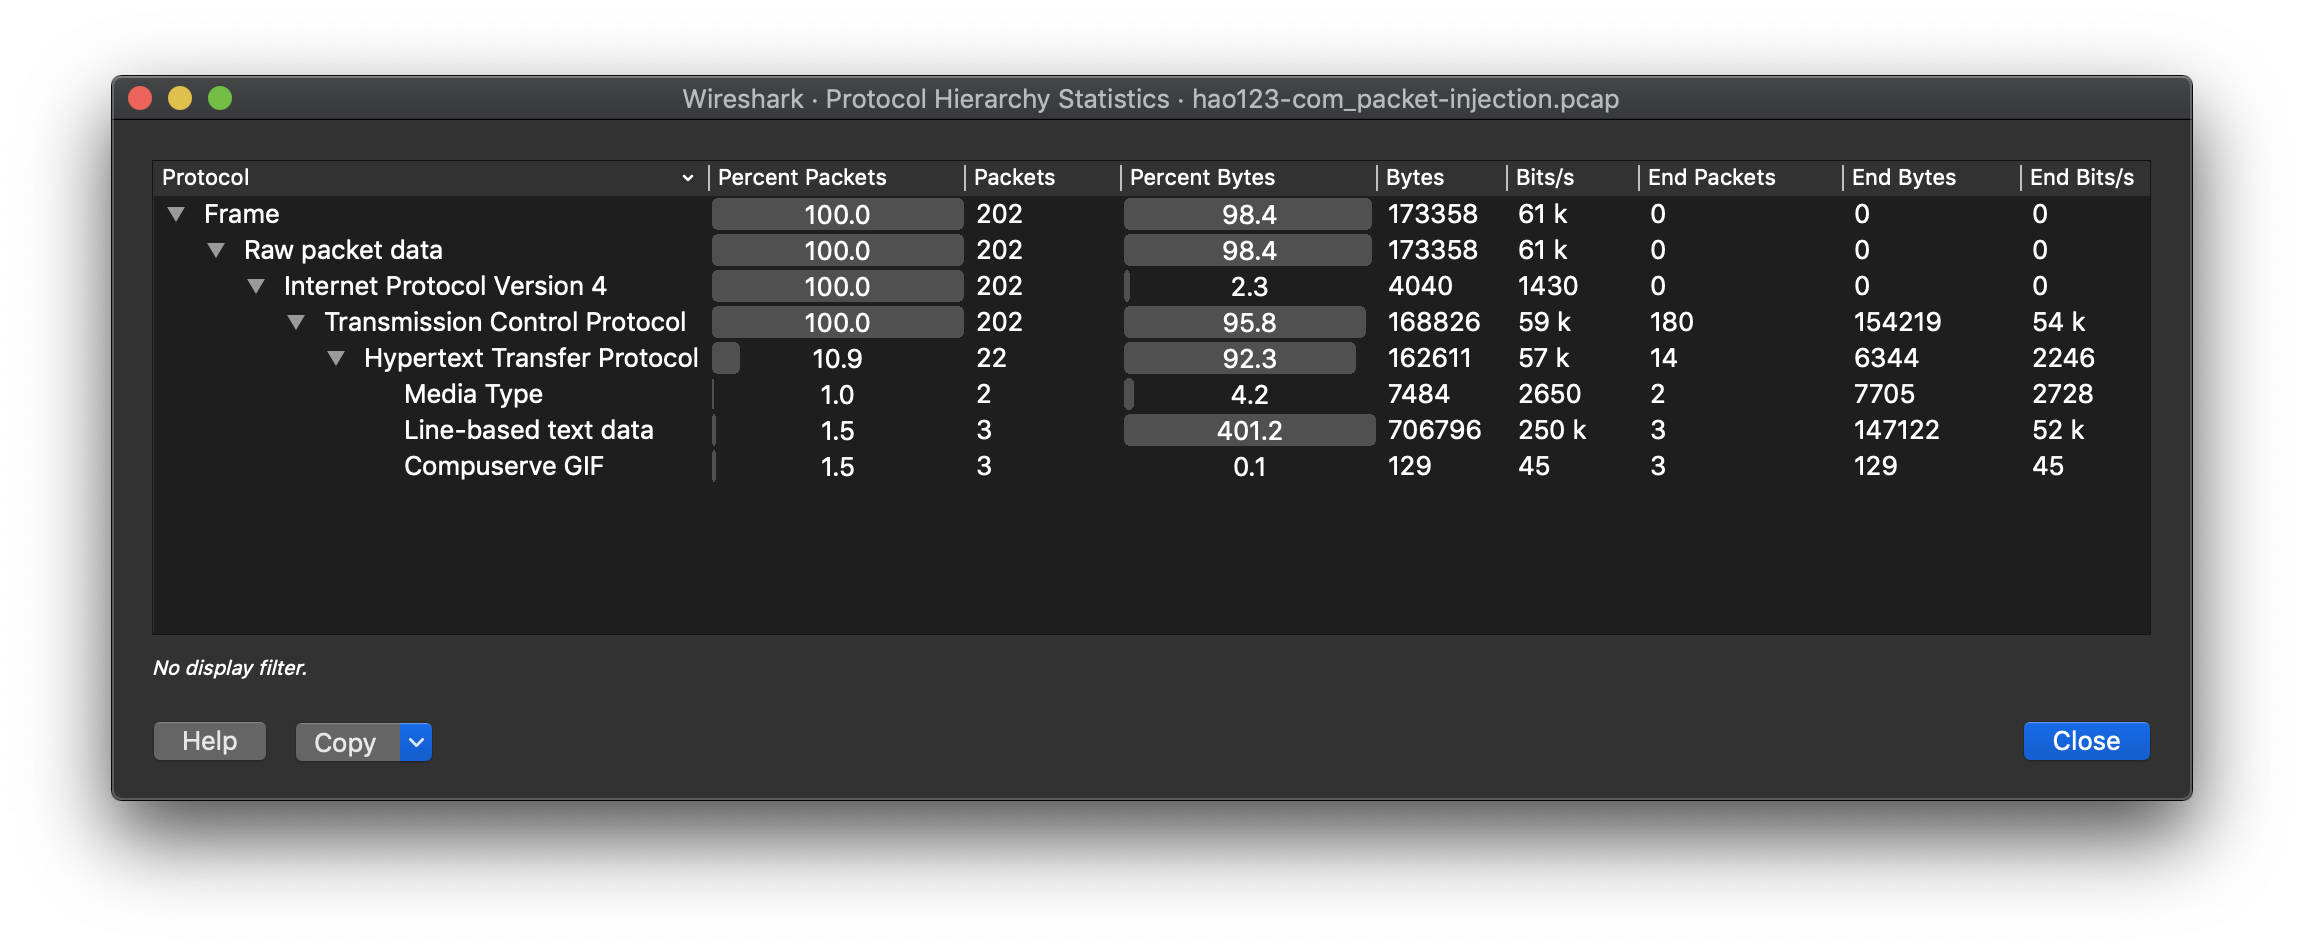 Wireshark · Protocol Hierarchy Statistics · hao123-com_packet-injection.pcap
Protocol Percent Packets Packets Percent Bytes Bytes Bits/s End Packets End Bytes End Bits/s
Frame 100.0 202 98.4 173358 61 k 0 0 0
Raw packet data 100.0 202 98.4 173358 61 k 0 0 0
Internet Protocol Version 4 100.0 202 2.3 4040 1430 0 0 0
Transmission Control Protocol 100.0 202 95.8 168826 59 k 180 154219 54 k
Hypertext Transfer Protocol 10.9 22 92.3 162611 57 k 14 6344 2246
Media Type 1.0 2 4.2 7484 2650 2 7705 2728
Line-based text data 1.5 3 401.2 706796 250 k 3 147122 52 k
Compuserve GIF 1.5 3 0.1 129 45 3 129 45
No display filter.
Help Copy Close